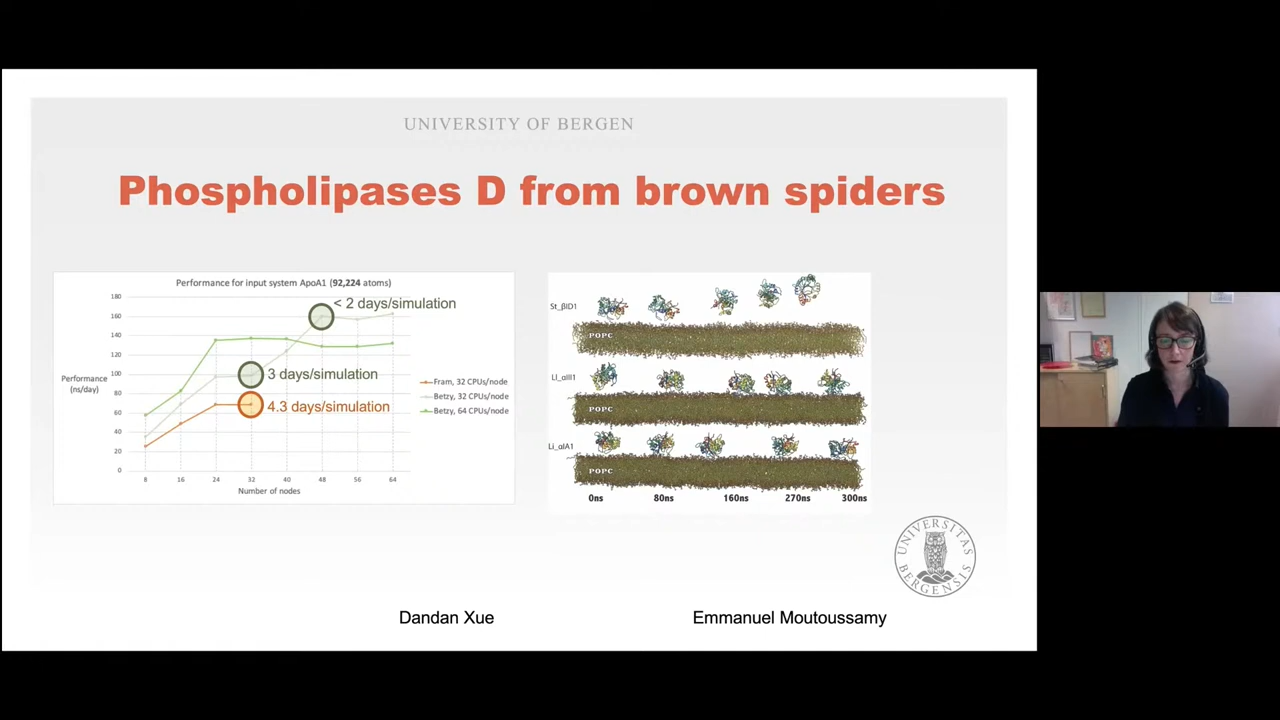 UNIVERSITY OF BERGEN
Phospholipases D from brown spiders
Performance for input system ApoA1 (92,224 atoms)
180
160
140
120
100
80
60
40
20
0
Performance
(ns/day)
< 2 days/simulation
3 days/simulation
4.3 days/simulation
Fram, 32 CPUs/node
Betzy, 32 CPUs/node
Betzy, 64 CPUs/node
8 16 24 32 40 48 56 64
Number of nodes
St_βID1
POPC
LI_αIII1
POPC
Li_αIA1
POPC
0ns 80ns 160ns 270ns 300ns
UNIVERSITAS
BERGENSIS
Dandan Xue
Emmanuel Moutoussamy